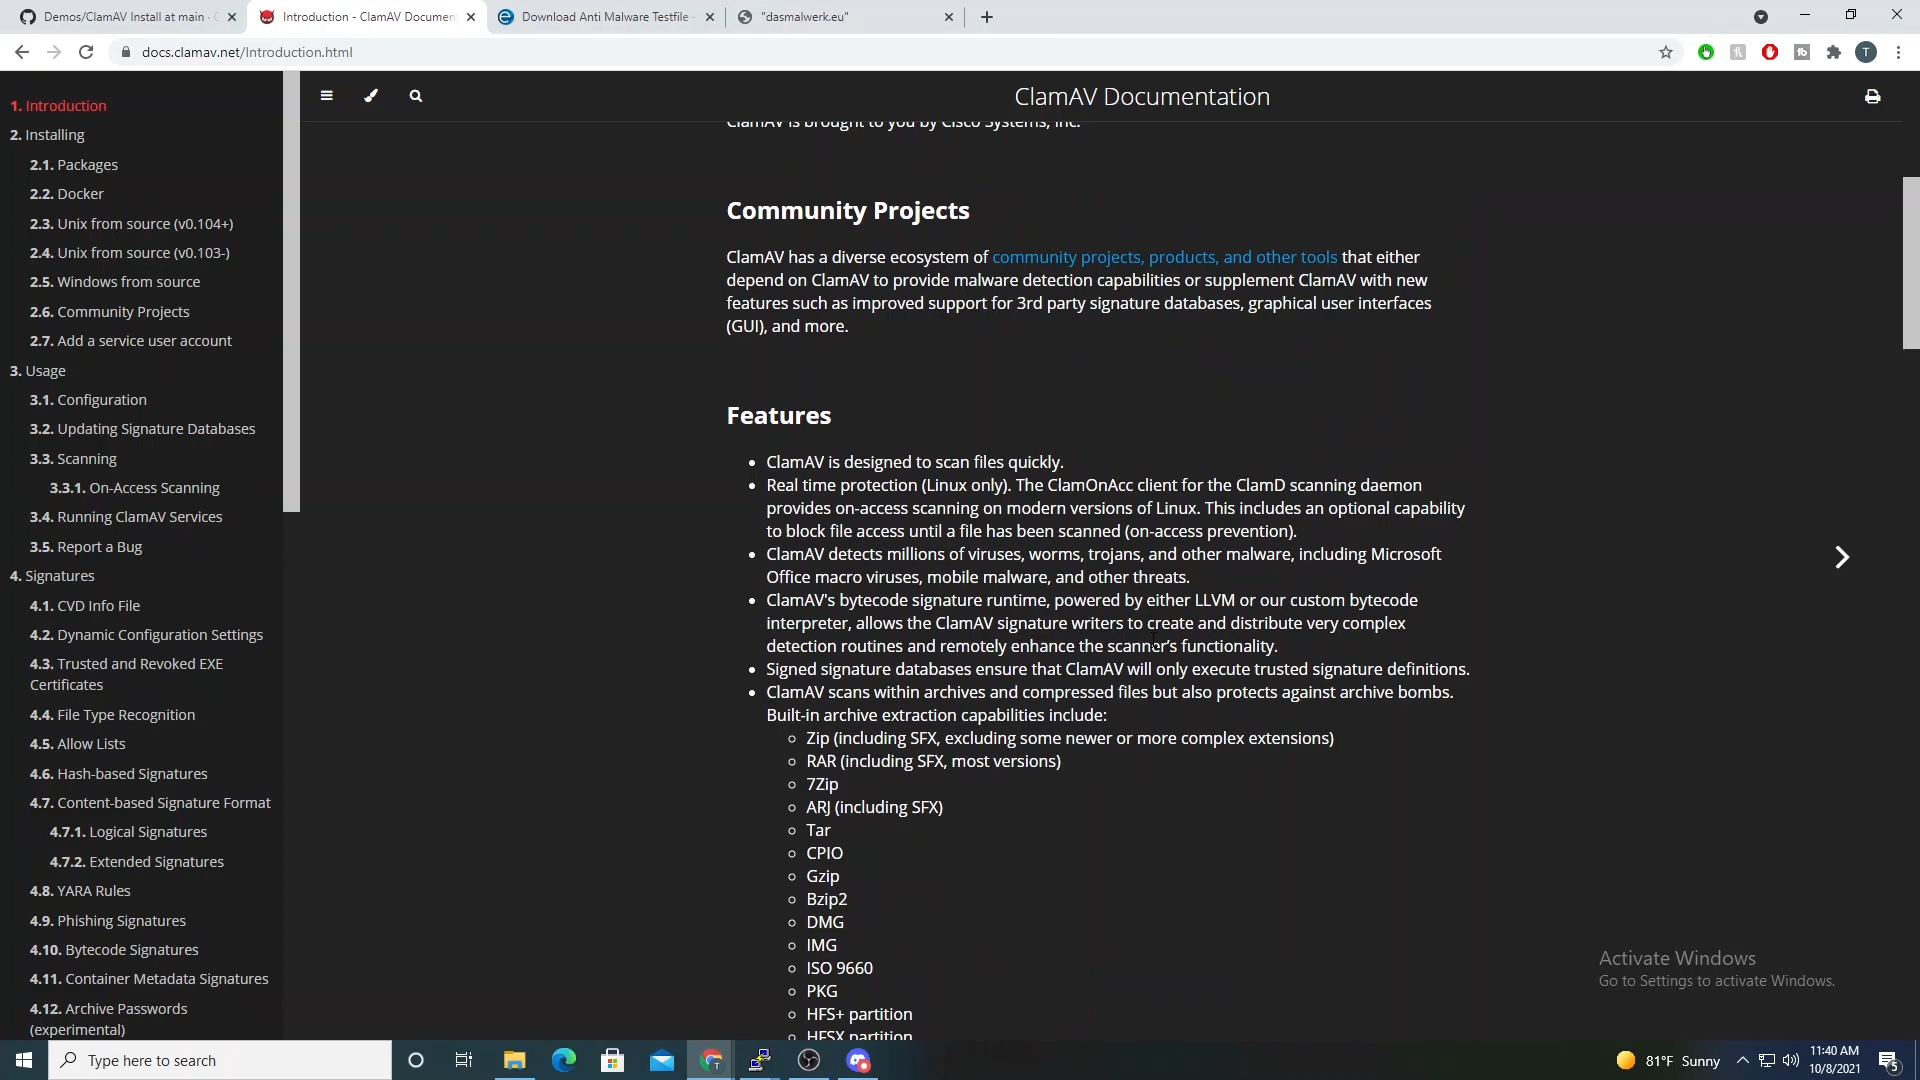 Demos/ClamAV Install at main · G
Introduction - ClamAV Document
Download Anti Malware Testfile -
"dasmalwerk.eu"
docs.clamav.net/Introduction.html
T
ClamAV Documentation
1. Introduction
2. Installing
2.1. Packages
2.2. Docker
2.3. Unix from source (v0.104+)
2.4. Unix from source (v0.103-)
2.5. Windows from source
2.6. Community Projects
2.7. Add a service user account
3. Usage
3.1. Configuration
3.2. Updating Signature Databases
3.3. Scanning
3.3.1. On-Access Scanning
3.4. Running ClamAV Services
3.5. Report a Bug
4. Signatures
4.1. CVD Info File
4.2. Dynamic Configuration Settings
4.3. Trusted and Revoked EXE
Certificates
4.4. File Type Recognition
4.5. Allow Lists
4.6. Hash-based Signatures
4.7. Content-based Signature Format
4.7.1. Logical Signatures
4.7.2. Extended Signatures
4.8. YARA Rules
4.9. Phishing Signatures
4.10. Bytecode Signatures
4.11. Container Metadata Signatures
4.12. Archive Passwords
(experimental)
ClamAV is brought to you by Cisco Systems, Inc.
Community Projects
ClamAV has a diverse ecosystem of community projects, products, and other tools that either
depend on ClamAV to provide malware detection capabilities or supplement ClamAV with new
features such as improved support for 3rd party signature databases, graphical user interfaces
(GUI), and more.
Features
• ClamAV is designed to scan files quickly.
• Real time protection (Linux only). The ClamOnAcc client for the ClamD scanning daemon
provides on-access scanning on modern versions of Linux. This includes an optional capability
to block file access until a file has been scanned (on-access prevention).
• ClamAV detects millions of viruses, worms, trojans, and other malware, including Microsoft
Office macro viruses, mobile malware, and other threats.
• ClamAV's bytecode signature runtime, powered by either LLVM or our custom bytecode
interpreter, allows the ClamAV signature writers to create and distribute very complex
detection routines and remotely enhance the scanner’s functionality.
• Signed signature databases ensure that ClamAV will only execute trusted signature definitions.
• ClamAV scans within archives and compressed files but also protects against archive bombs.
Built-in archive extraction capabilities include:
Zip (including SFX, excluding some newer or more complex extensions)
RAR (including SFX, most versions)
7Zip
ARJ (including SFX)
Tar
CPIO
Gzip
Bzip2
DMG
IMG
ISO 9660
PKG
HFS+ partition
HFSX partition
Activate Windows
Go to Settings to activate Windows.
Type here to search
81°F Sunny
11:40 AM
10/8/2021
5